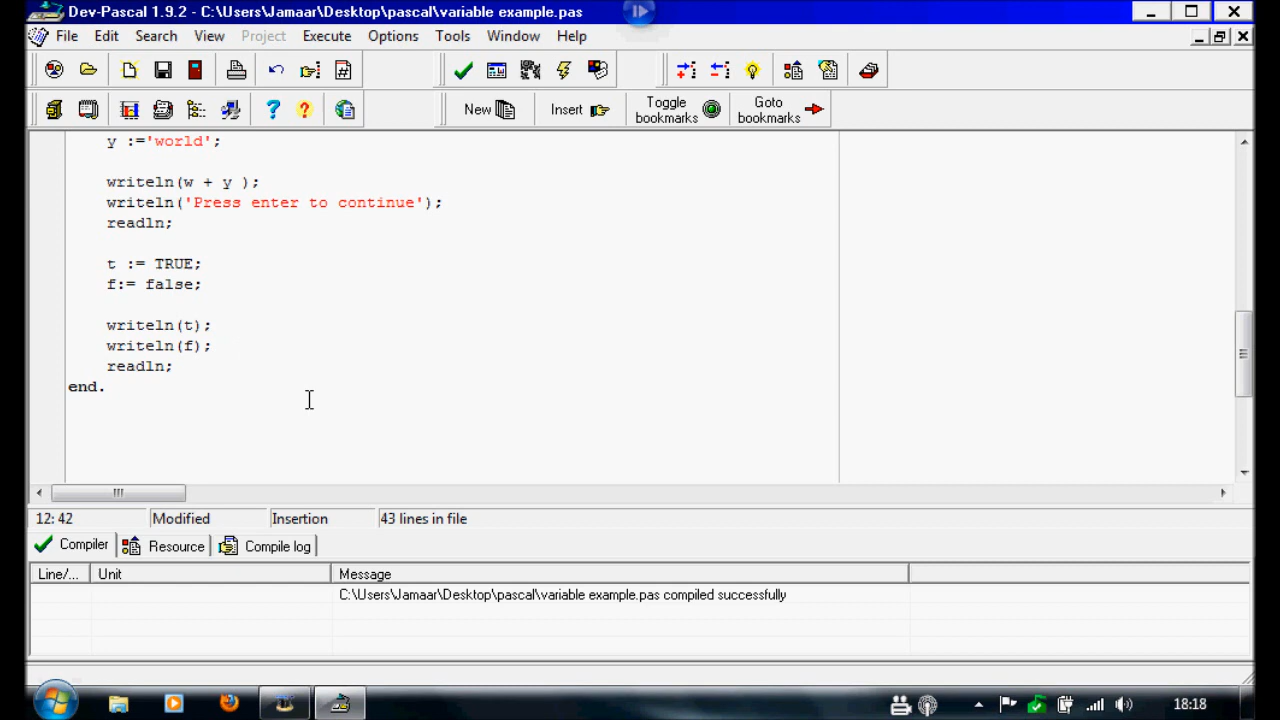 Dev-Pascal 1.9.2 - C:\Users\Jamaar\Desktop\pascal\variable example.pas
File Edit Search View Project Execute Options Tools Window Help
New Insert Toggle bookmarks Goto bookmarks
y :='world';
writeln(w + y );
writeln('Press enter to continue');
readln;
t := TRUE;
f:= false;
writeln(t);
writeln(f);
readln;
end.
12: 42 Modified Insertion 43 lines in file
Compiler Resource Compile log
Line/... Unit Message
C:\Users\Jamaar\Desktop\pascal\variable example.pas compiled successfully
18:18